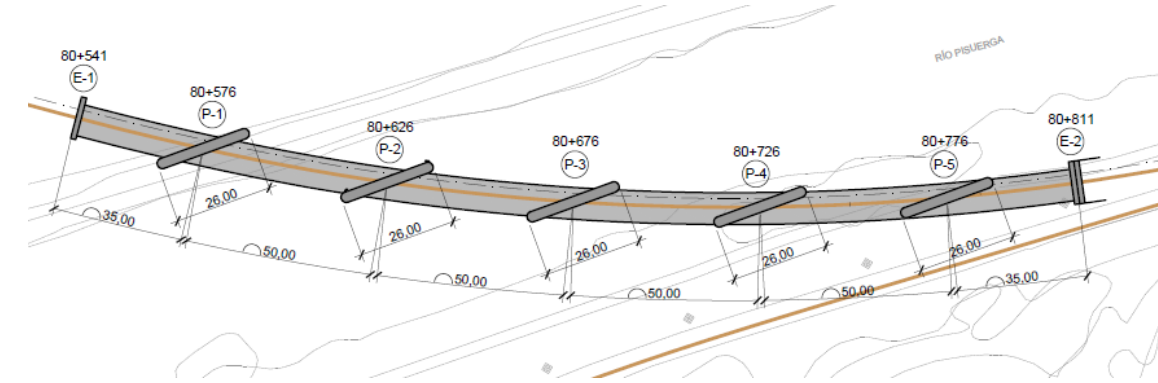 80+541
E-1
80+576
P-1
80+626
P-2
80+676
P-3
80+726
P-4
80+776
P-5
80+811
E-2
RÍO PISUERGA
26,00
26,00
26,00
26,00
26,00
35,00
50,00
50,00
50,00
50,00
35,00